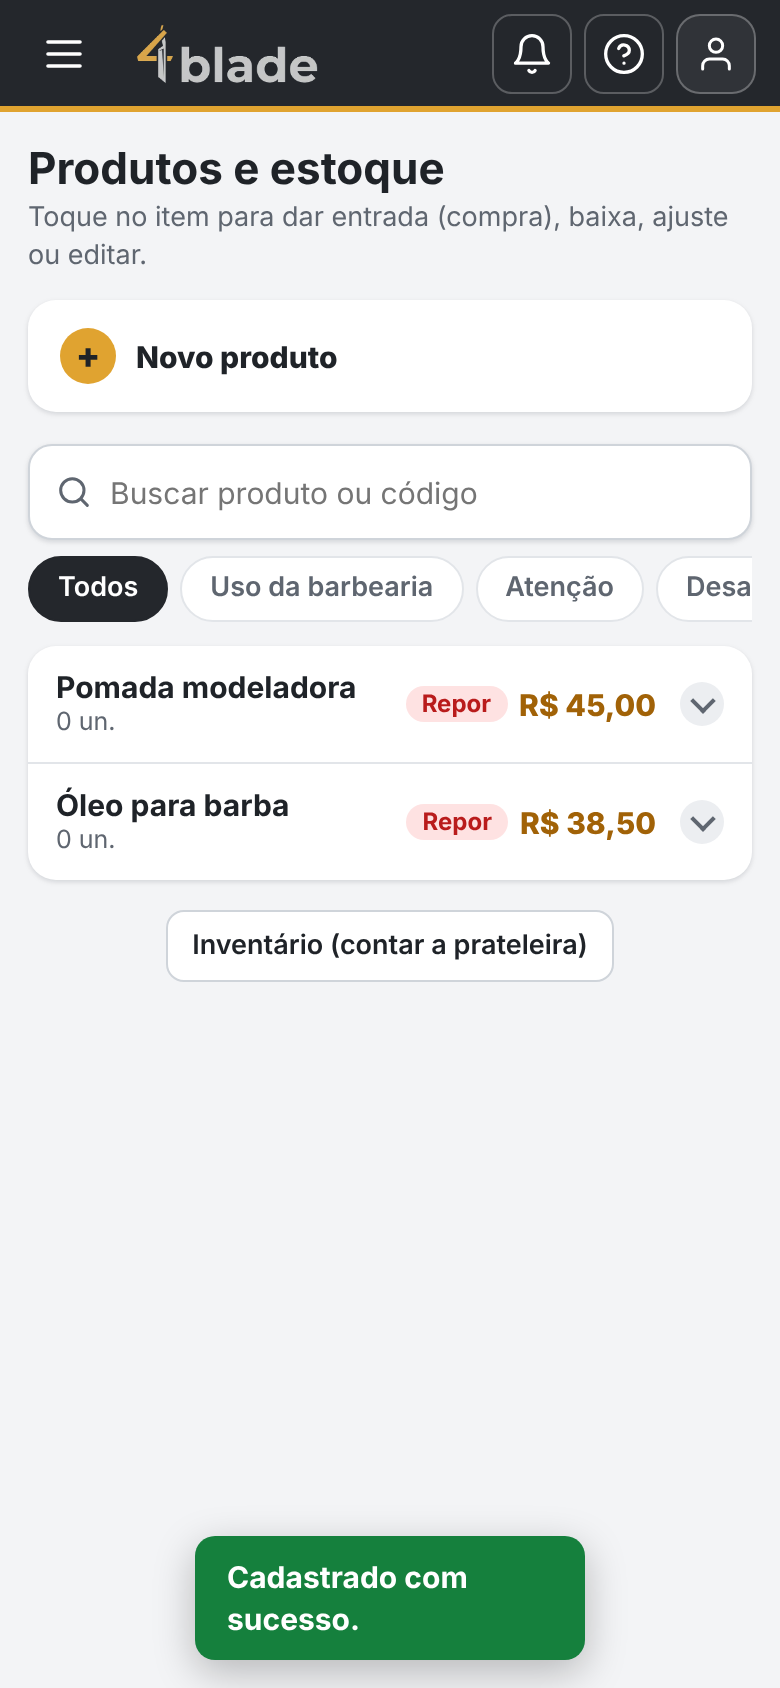 4blade
Produtos e estoque
Toque no item para dar entrada (compra), baixa, ajuste
ou editar.
+ Novo produto
Buscar produto ou código
Todos Uso da barbearia Atenção Desa
Pomada modeladora
0 un.
Repor R$ 45,00
Óleo para barba
0 un.
Repor R$ 38,50
Inventário (contar a prateleira)
Cadastrado com
sucesso.